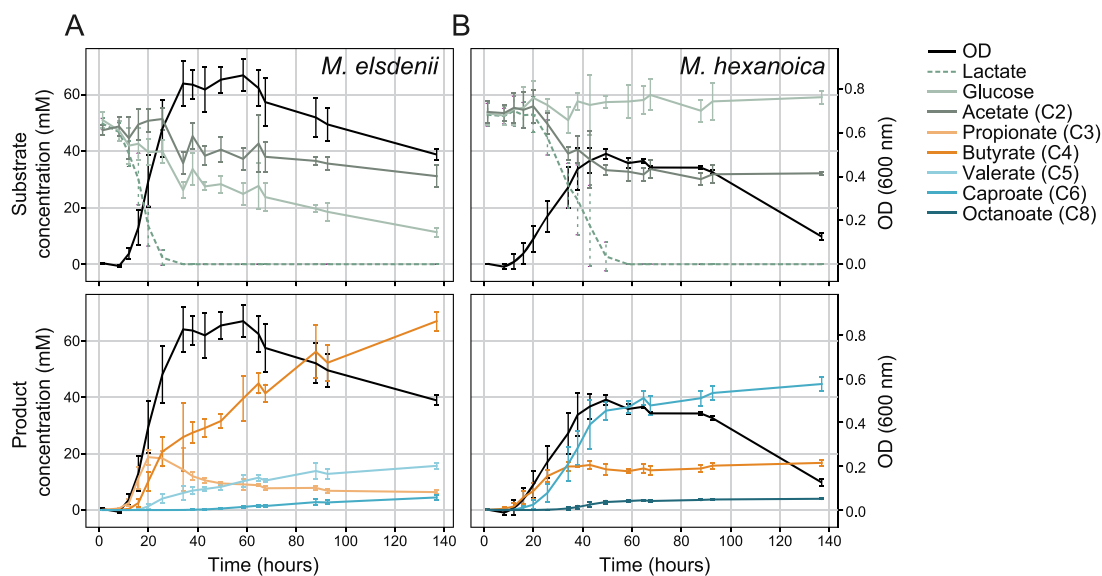 A
B
M. elsdenii
M. hexanoica
Substrate
concentration (mM)
60
40
20
0
0.8
0.6
0.4
0.2
0.0
OD (600 nm)
OD
Lactate
Glucose
Acetate (C2)
Propionate (C3)
Butyrate (C4)
Valerate (C5)
Caproate (C6)
Octanoate (C8)
Product
concentration (mM)
60
40
20
0
0.8
0.6
0.4
0.2
0.0
OD (600 nm)
0 20 40 60 80 100 120 140
0 20 40 60 80 100 120 140
Time (hours)
Time (hours)